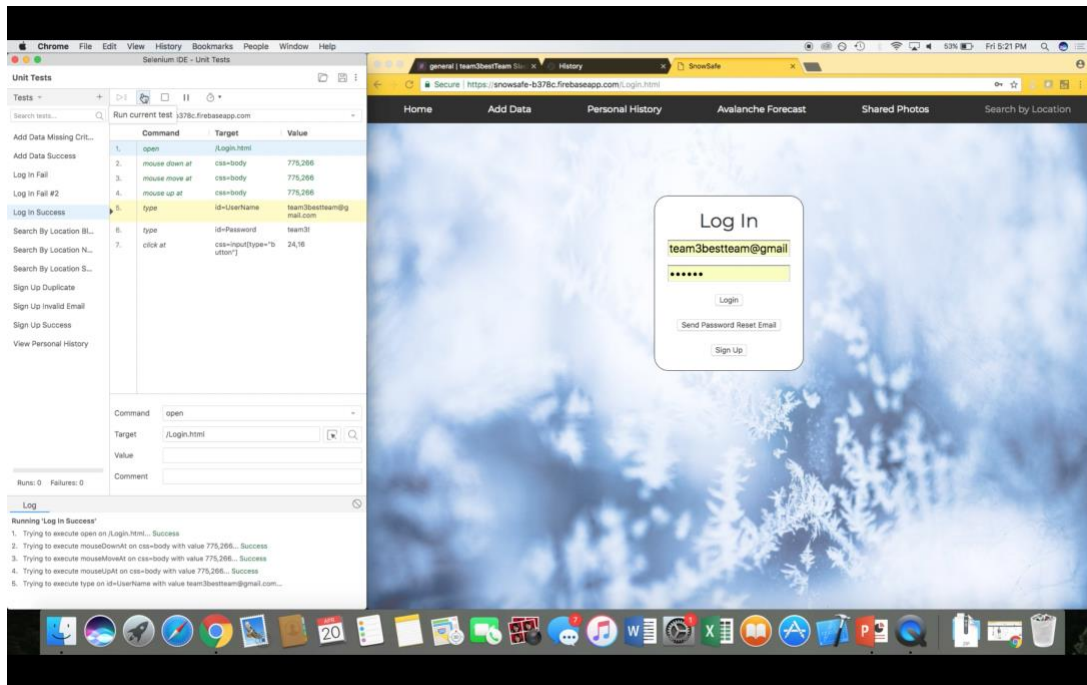 Chrome File Edit View History Bookmarks People Window Help 53% Fri 5:21 PM
Selenium IDE - Unit Tests
general | team3bestTeam Sla
History
SnowSafe
Unit Tests
Secure https://snowsafe-b378c.firebaseapp.com/Login.html
Tests
Search tests...
Run current test
b378c.firebaseapp.com
Home Add Data Personal History Avalanche Forecast Shared Photos Search by Location
Command Target Value
1. open /Login.html
2. mouse down at css=body 775,266
3. mouse move at css=body 775,266
4. mouse up at css=body 775,266
5. type id=UserName team3bestteam@g
mail.com
6. type id=Password team3!
7. click at css=input[type="b 24,16
utton"]
Add Data Missing Crit...
Add Data Success
Log In Fail
Log In Fail #2
Log In Success
Search By Location Bl...
Search By Location N...
Search By Location S...
Sign Up Duplicate
Sign Up Invalid Email
Sign Up Success
View Personal History
Log In
team3bestteam@gmail
Login
Send Password Reset Email
Sign Up
Command open
Target /Login.html
Value
Comment
Runs: 0 Failures: 0
Log
Running 'Log In Success'
1. Trying to execute open on /Login.html... Success
2. Trying to execute mouseDownAt on css=body with value 775,266... Success
3. Trying to execute mouseMoveAt on css=body with value 775,266... Success
4. Trying to execute mouseUpAt on css=body with value 775,266... Success
5. Trying to execute type on id=UserName with value team3bestteam@gmail.com...
APR
20
7
1